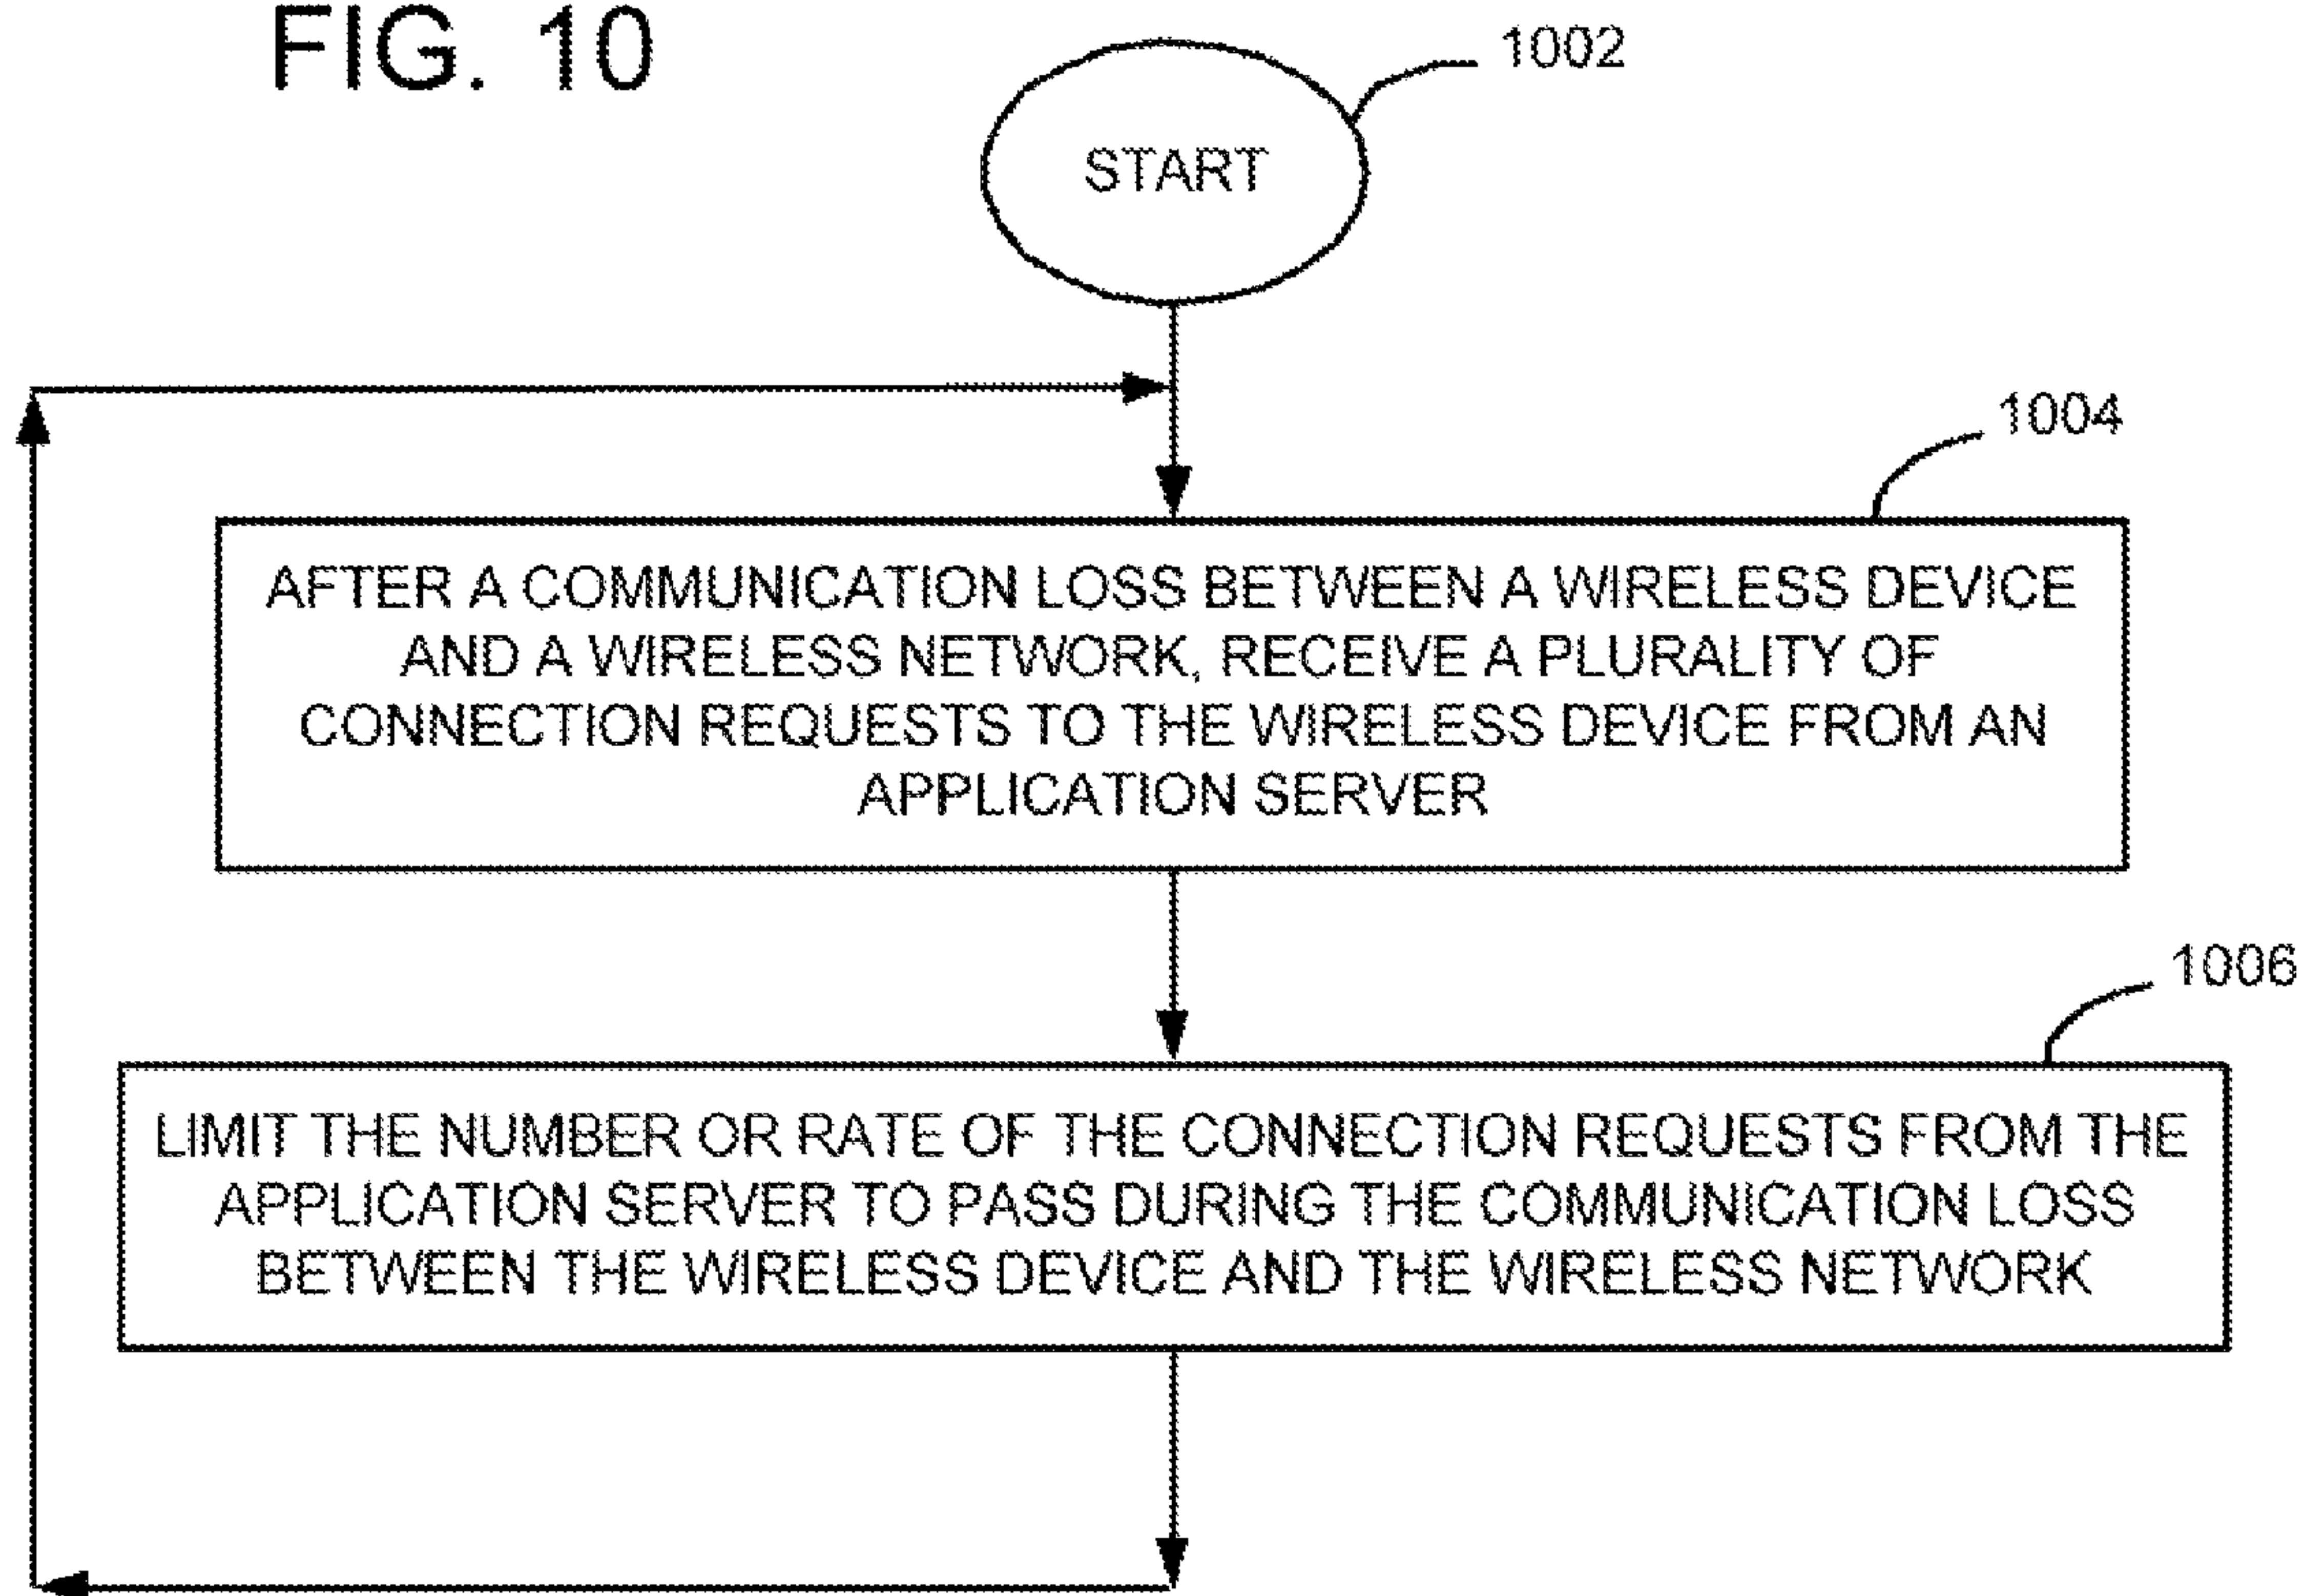 FIG. 10
1002
START
1004
AFTER A COMMUNICATION LOSS BETWEEN A WIRELESS DEVICE
AND A WIRELESS NETWORK, RECEIVE A PLURALITY OF
CONNECTION REQUESTS TO THE WIRELESS DEVICE FROM AN
APPLICATION SERVER
1006
LIMIT THE NUMBER OR RATE OF THE CONNECTION REQUESTS FROM THE
APPLICATION SERVER TO PASS DURING THE COMMUNICATION LOSS
BETWEEN THE WIRELESS DEVICE AND THE WIRELESS NETWORK